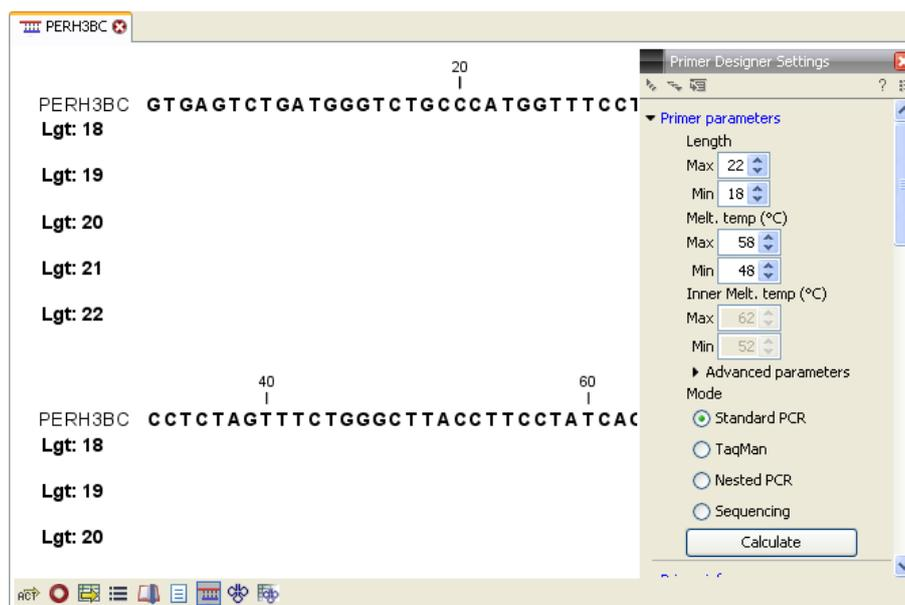 PERH3BC
20
PERH3BC GTGAGTCTGATGGGTCTGCCCATGGTTTCCT
Lgt: 18
Lgt: 19
Lgt: 20
Lgt: 21
Lgt: 22
40 60
PERH3BC CCTCTAGTTTCTGGGCTTACCTTCCTATCAC
Lgt: 18
Lgt: 19
Lgt: 20
ACT
Primer Designer Settings
?
Primer parameters
Length
Max 22
Min 18
Melt. temp (°C)
Max 58
Min 48
Inner Melt. temp (°C)
Max 62
Min 52
Advanced parameters
Mode
Standard PCR
TaqMan
Nested PCR
Sequencing
Calculate